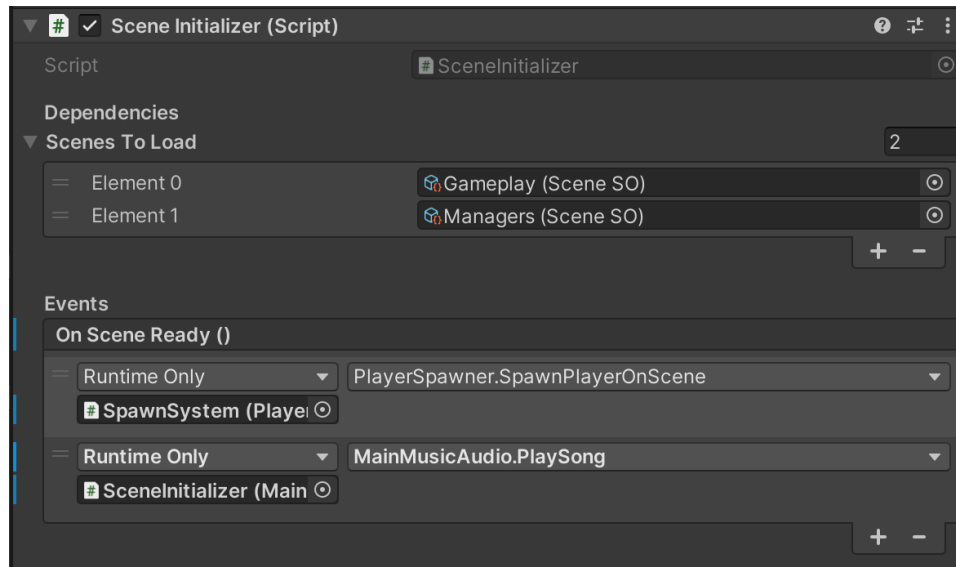 Scene Initializer (Script)
Script SceneInitializer
Dependencies
Scenes To Load 2
Element 0 Gameplay (Scene SO)
Element 1 Managers (Scene SO)
Events
On Scene Ready ()
Runtime Only PlayerSpawner.SpawnPlayerOnScene
SpawnSystem (Player
Runtime Only MainMusicAudio.PlaySong
SceneInitializer (Main